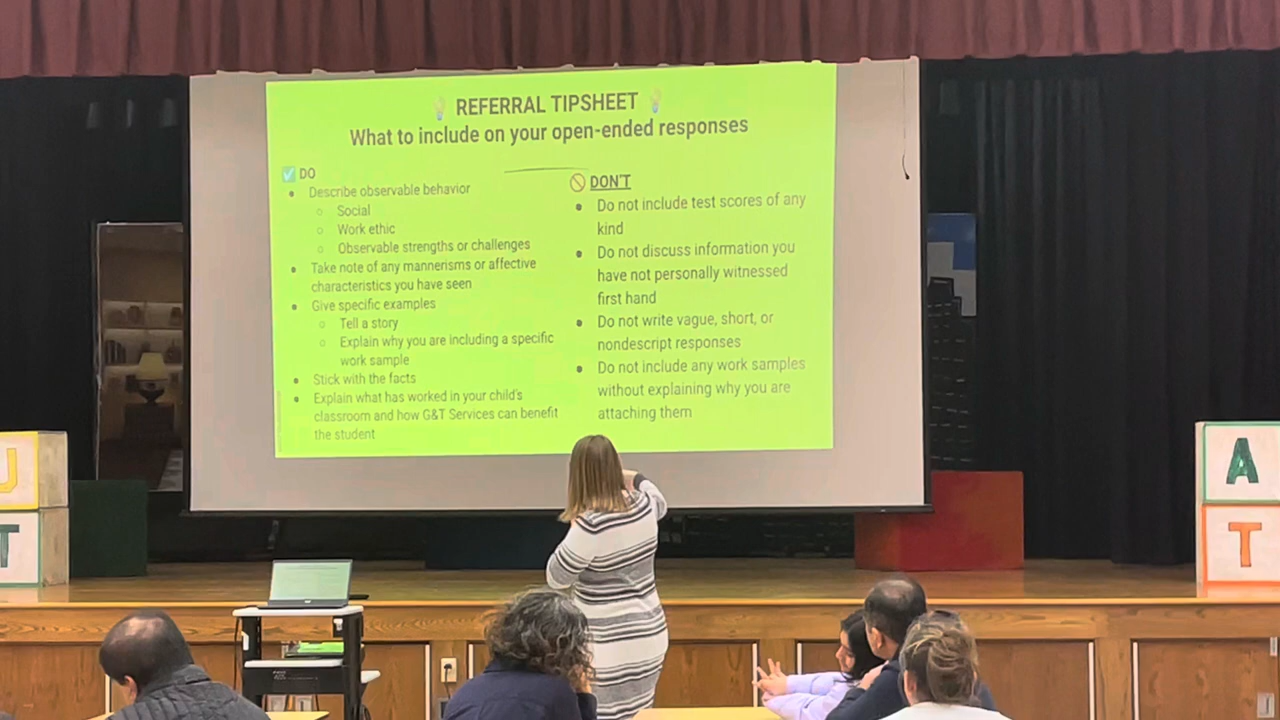 REFERRAL TIPSHEET
What to include on your open-ended responses
DO
Describe observable behavior
Social
Work ethic
Observable strengths or challenges
Take note of any mannerisms or affective
characteristics you have seen
Give specific examples
Tell a story
Explain why you are including a specific
work sample
Stick with the facts
Explain what has worked in your child's
classroom and how G&T Services can benefit
the student
DON'T
Do not include test scores of any
kind
Do not discuss information you
have not personally witnessed
first hand
Do not write vague, short, or
nondescript responses
Do not include any work samples
without explaining why you are
attaching them
J
T
A
T